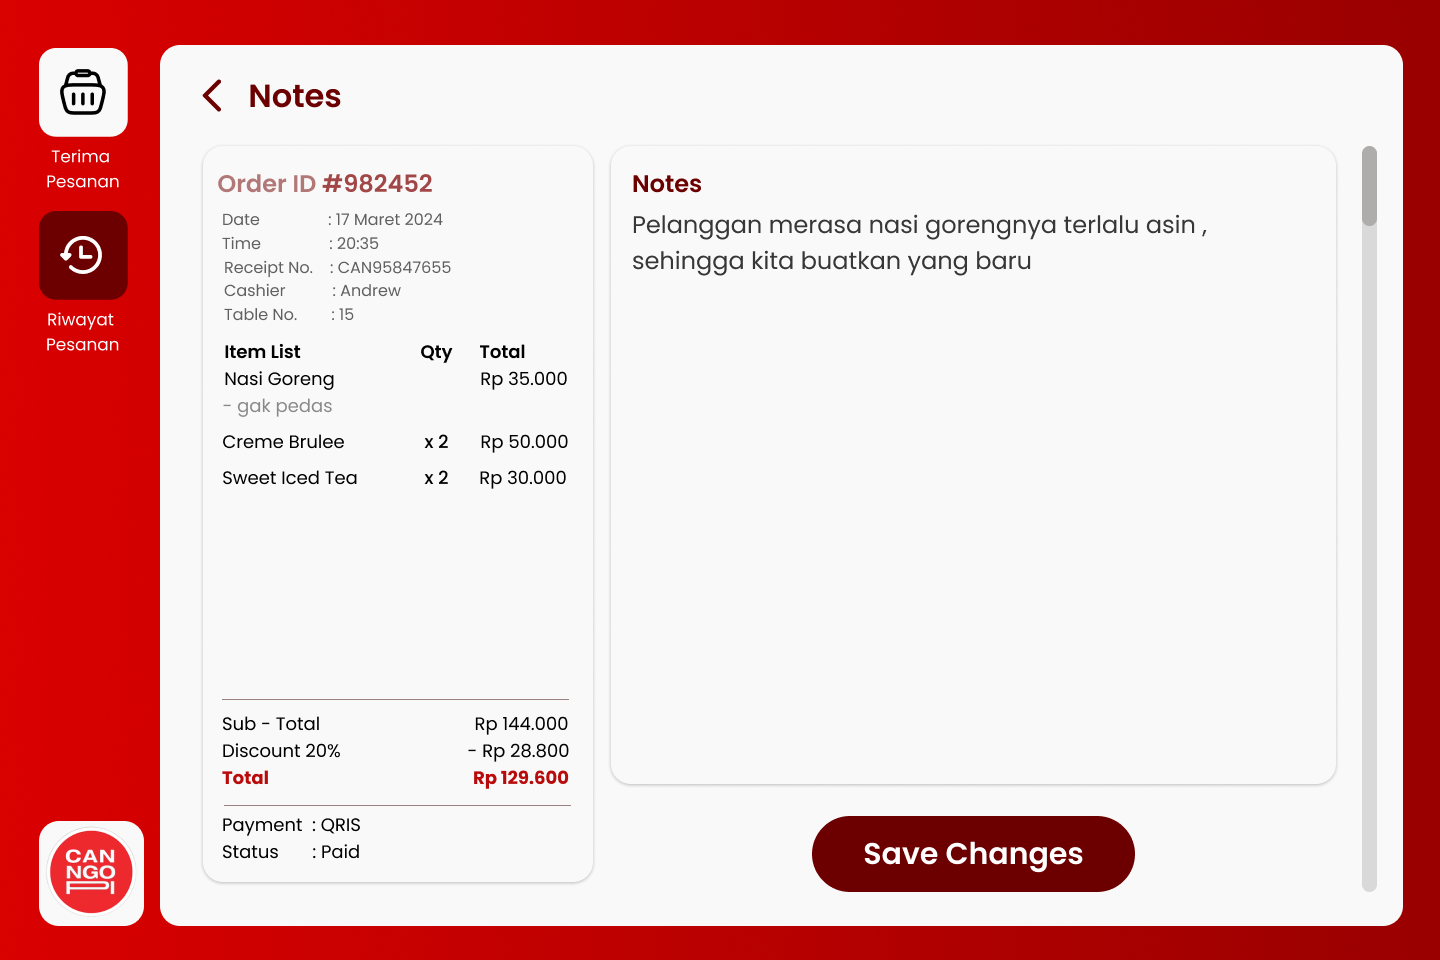 Terima
Pesanan
Riwayat
Pesanan
CAN
NGO
PI
Notes
Order ID #982452
Date : 17 Maret 2024
Time : 20:35
Receipt No. : CAN95847655
Cashier : Andrew
Table No. : 15
Item List Qty Total
Nasi Goreng Rp 35.000
- gak pedas
Creme Brulee x 2 Rp 50.000
Sweet Iced Tea x 2 Rp 30.000
Sub - Total Rp 144.000
Discount 20% - Rp 28.800
Total Rp 129.600
Payment : QRIS
Status : Paid
Notes
Pelanggan merasa nasi gorengnya terlalu asin ,
sehingga kita buatkan yang baru
Save Changes